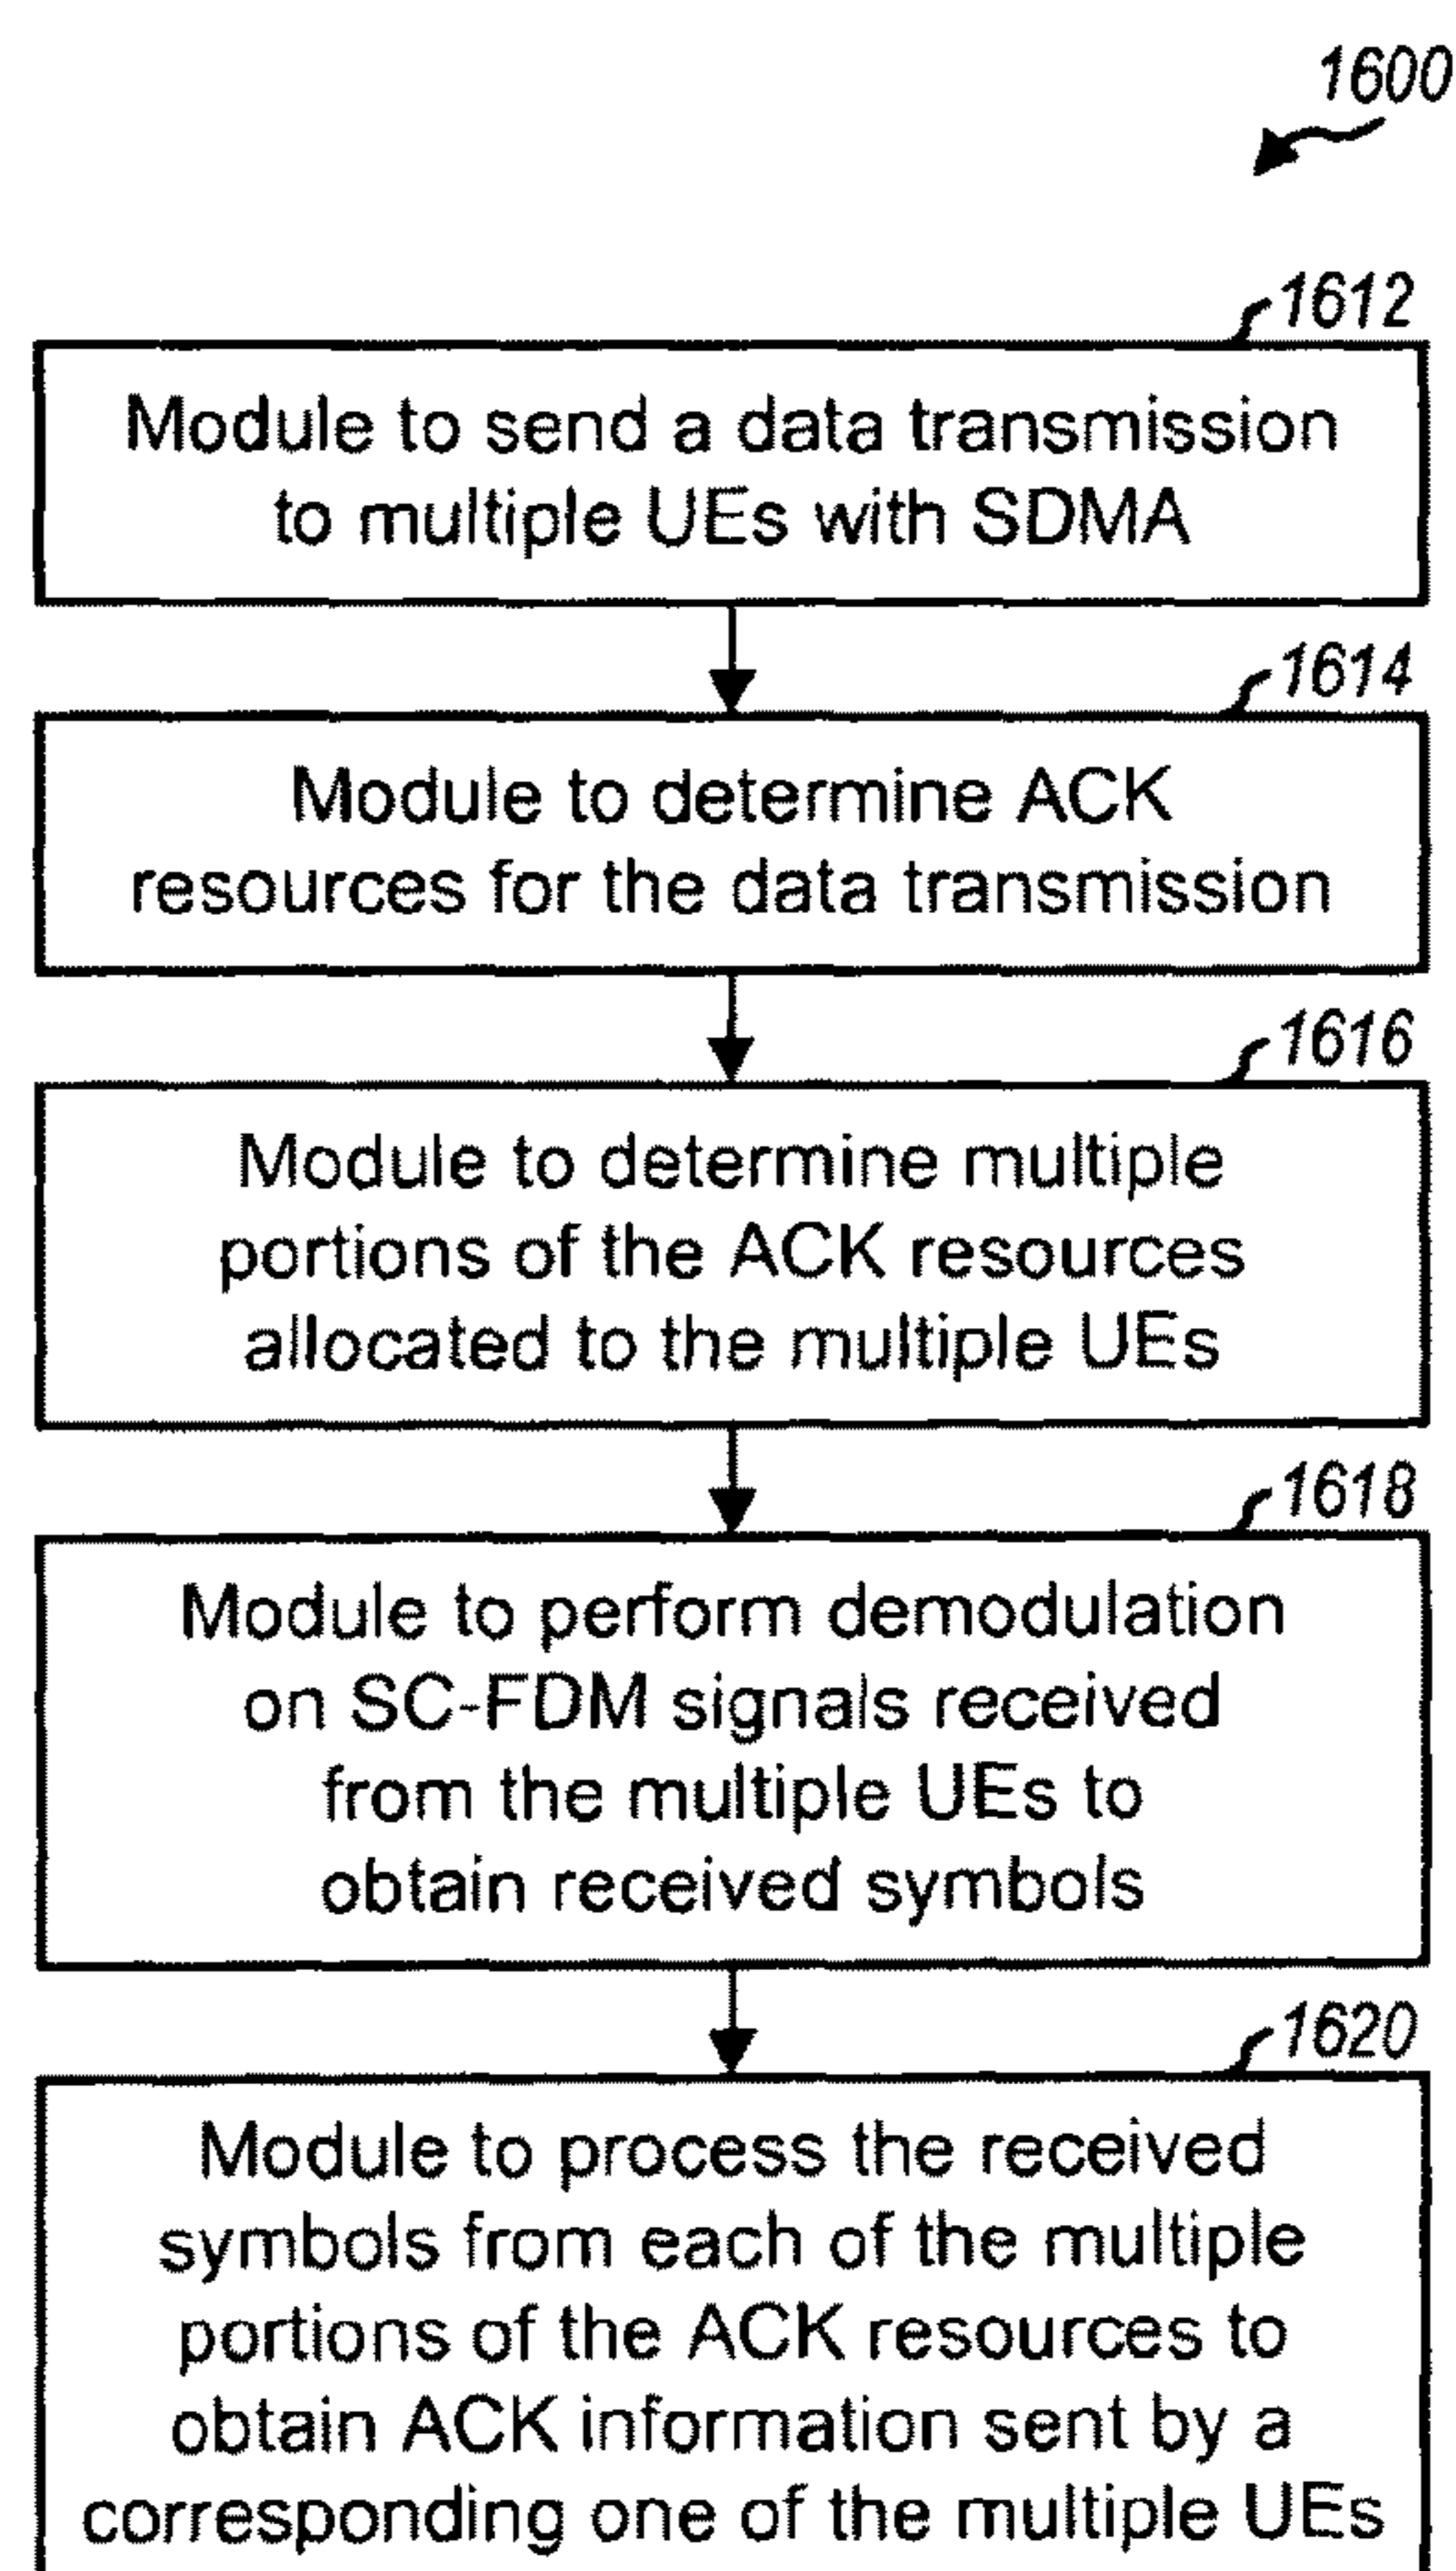 1600
1612
Module to send a data transmission
to multiple UEs with SDMA
1614
Module to determine ACK
resources for the data transmission
1616
Module to determine multiple
portions of the ACK resources
allocated to the multiple UEs
1618
Module to perform demodulation
on SC-FDM signals received
from the multiple UEs to
obtain received symbols
1620
Module to process the received
symbols from each of the multiple
portions of the ACK resources to
obtain ACK information sent by a
corresponding one of the multiple UEs